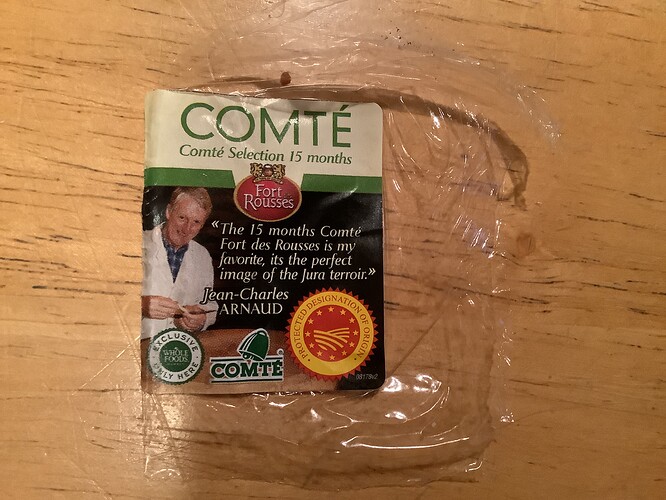 COMTÉ
Comté Selection 15 months
Fort
Rousses
“The 15 months Comté
Fort des Rousses is my
favorite, its the perfect
image of the Jura terroir.”
Jean-Charles
ARNAUD
EXCLUSIVE
WHOLE
FOODS
ONLY HERE
COMTÉ
PROTECTED DESIGNATION OF ORIGIN